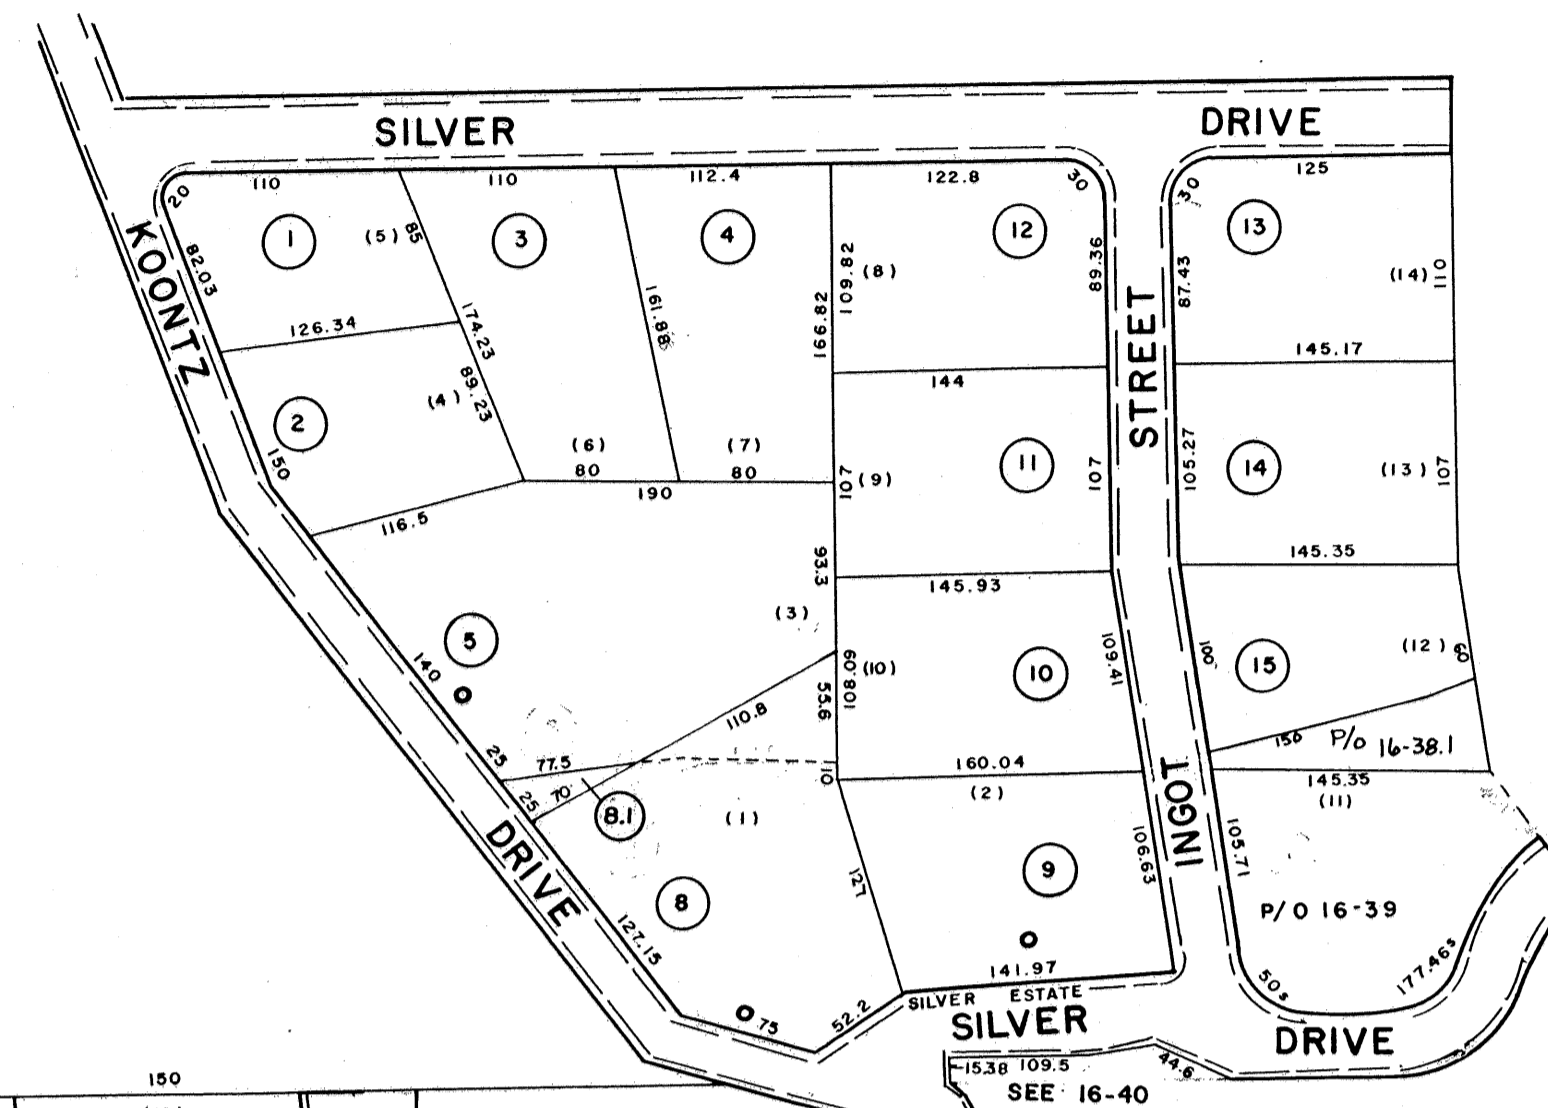 SILVER DRIVE
110 110 112.4 122.8 125
20 30 30
1 (5) 85 3 4 12 13
KOONTZ
82.03 109.82 (8) 89.36 87.43 (14) 110
126.34 174.23 161.88 166.82 STREET 145.17
144
2 (4) 89.23
(6) (7)
80 80
190
150 107 (9) 11 107 105.27 14 (13) 107
116.5
93.3 145.93 145.35
(3)
5 140 109.41 100 15 (12) 60
108.09 (10) 10
55.6
110.8
150 P/O 16-38.1
25 77.5 10 160.04 145.35
25 70 (2) (11)
8.1 (1)
DRIVE 106.63 INGOT 105.71
127
9
8 P/O 16-39
127.15
141.97 50s 177.46s
SILVER ESTATE
75 52.2 SILVER DRIVE
15.38 109.5 44.6
150
SEE 16-40